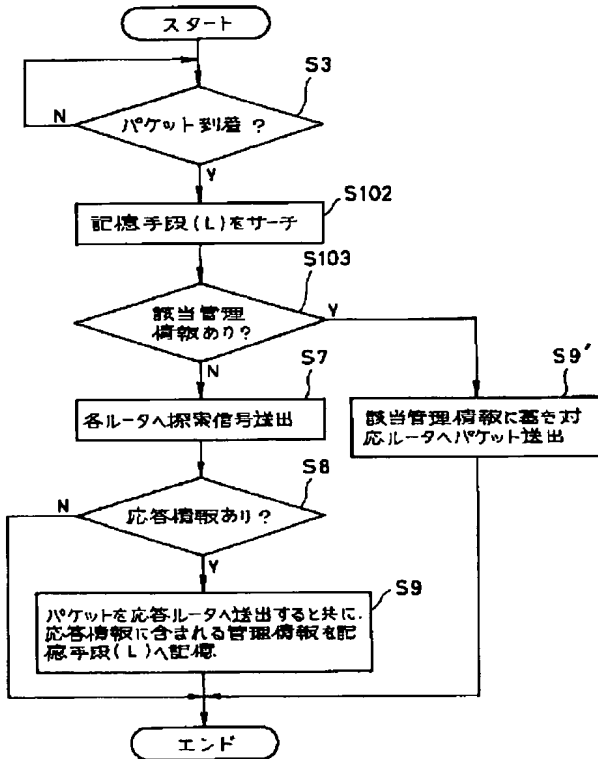 スタート
S3
パケット到着？
N
Y
S102
記憶手段(L)をサーチ
S103
該当管理
情報あり？
Y
N
S7
S9′
各ルータへ探索信号送出
該当管理情報に基き対
応ルータへパケット送出
S8
N
応答情報あり？
Y
S9
パケットを応答ルータへ送出すると共に、
応答情報に含まれる管理情報を記
憶手段(L)へ記憶
エンド